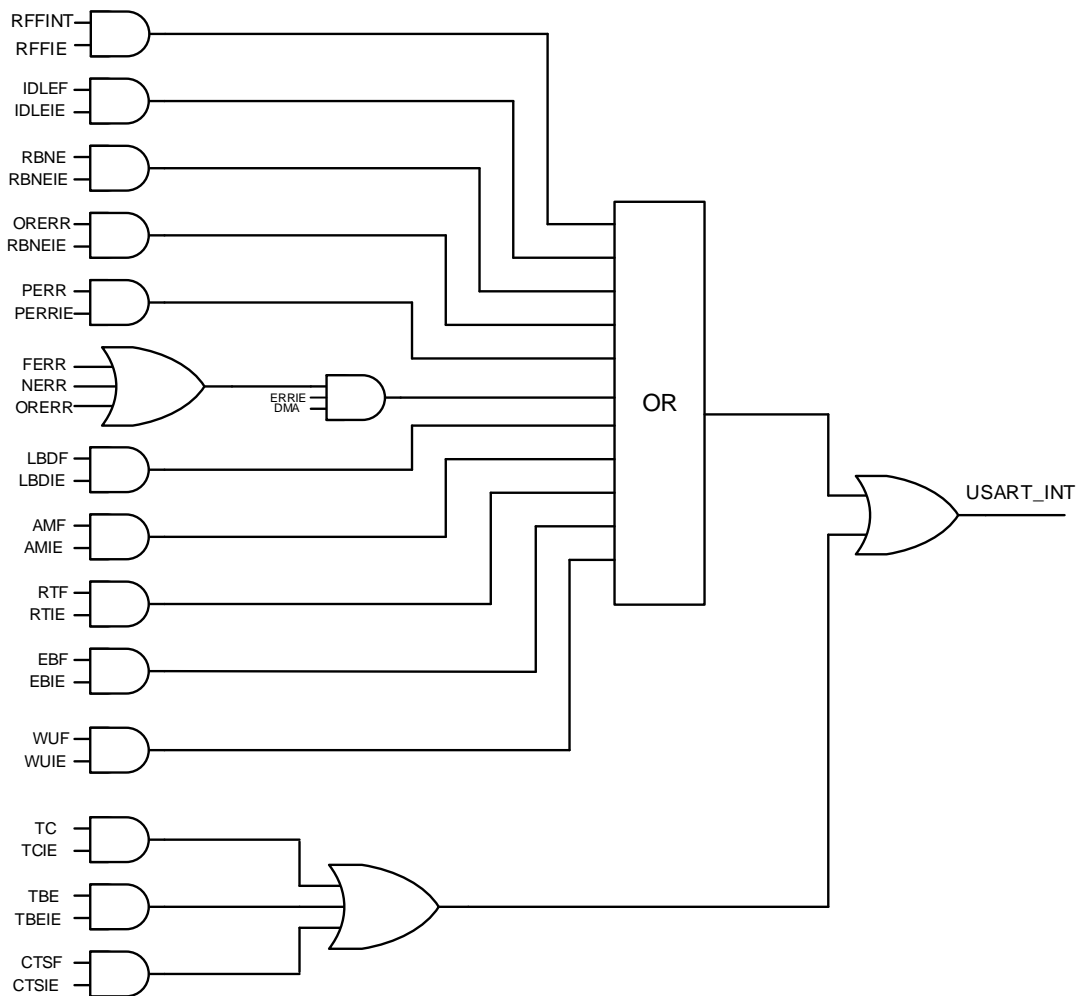 RFFINT
RFFIE
IDLEF
IDLEIE
RBNE
RBNEIE
ORERR
RBNEIE
PERR
PERRIE
FERR
NERR
ORERR
ERRIE
DMA
OR
LBDF
LBDIE
USART_INT
AMF
AMIE
RTF
RTIE
EBF
EBIE
WUF
WUIE
TC
TCIE
TBE
TBEIE
CTSF
CTSIE